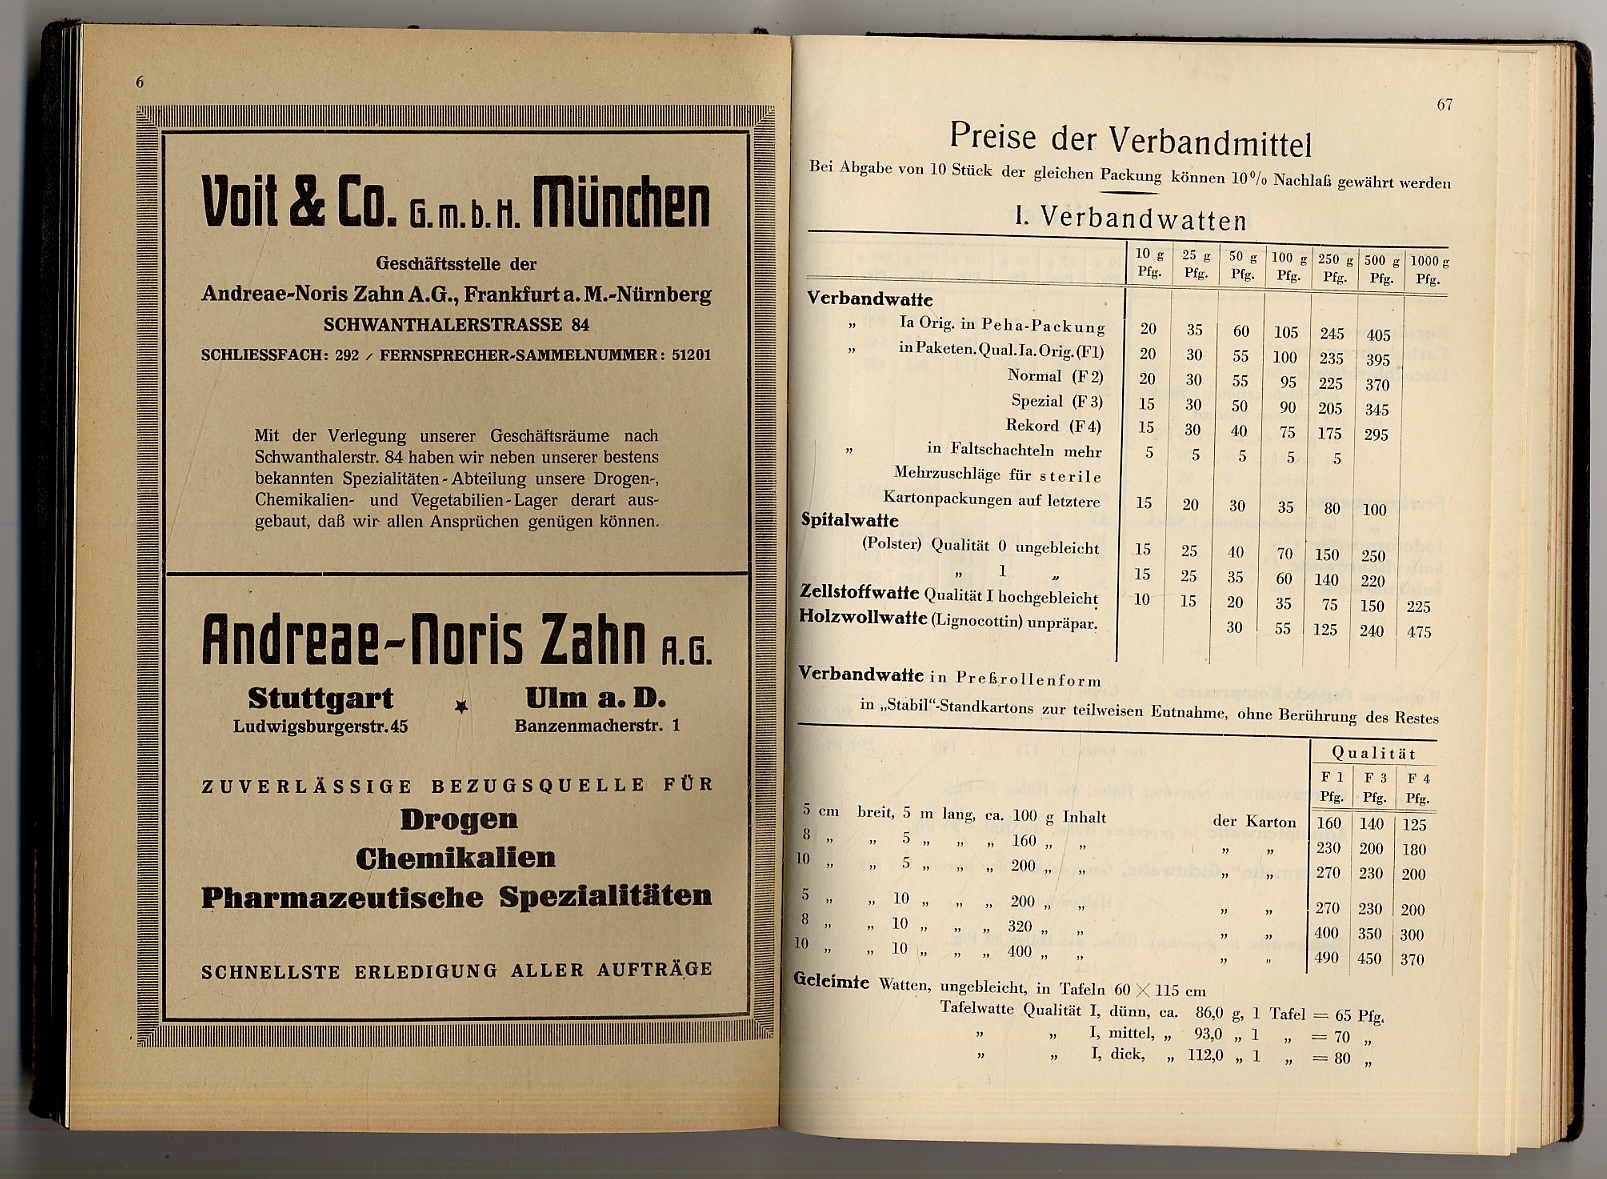 6
Voit & Co. G.m.b.H. München
Geschäftsstelle der
Andreae-Noris Zahn A.G., Frankfurt a.M.-Nürnberg
SCHWANTHALERSTRASSE 84
SCHLIESSFACH: 292 / FERNSPRECHER-SAMMELNUMMER: 51201
Mit der Verlegung unserer Geschäftsräume nach
Schwanthalerstr. 84 haben wir neben unserer bestens
bekannten Spezialitäten-Abteilung unsere Drogen-,
Chemikalien- und Vegetabilien-Lager derart aus-
gebaut, daß wir allen Ansprüchen genügen können.
Andreae-Noris Zahn A.G.
Stuttgart * Ulm a. D.
Ludwigsburgerstr. 45 Banzenmacherstr. 1
ZUVERLÄSSIGE BEZUGSQUELLE FÜR
Drogen
Chemikalien
Pharmazeutische Spezialitäten
SCHNELLSTE ERLEDIGUNG ALLER AUFTRÄGE
67
Preise der Verbandmittel
Bei Abgabe von 10 Stück der gleichen Packung können 10% Nachlaß gewährt werden
I. Verbandwatten
10 g 25 g 50 g 100 g 250 g 500 g 1000 g
Pfg. Pfg. Pfg. Pfg. Pfg. Pfg. Pfg.
Verbandwatte
„ Ia Orig. in Peha-Packung 20 35 60 105 245 405
„ in Paketen. Qual. Ia. Orig. (F1) 20 30 55 100 235 395
Normal (F 2) 20 30 55 95 225 370
Spezial (F 3) 15 30 50 90 205 345
Rekord (F 4) 15 30 40 75 175 295
„ in Faltschachteln mehr 5 5 5 5 5
Mehrzuschläge für sterile
Kartonpackungen auf letztere 15 20 30 35 80 100
Spitalwatte
(Polster) Qualität 0 ungebleicht 15 25 40 70 150 250
„ 1 „ 15 25 35 60 140 220
Zellstoffwatte Qualität I hochgebleicht 10 15 20 35 75 150 225
Holzwollwatte (Lignocottin) unpräpar. 30 55 125 240 475
Verbandwatte in Preßrollenform
in „Stabil“-Standkartons zur teilweisen Entnahme, ohne Berührung des Restes
Qualität
F 1 F 3 F 4
Pfg. Pfg. Pfg.
5 cm breit, 5 m lang, ca. 100 g Inhalt der Karton 160 140 125
8 „ „ 5 „ „ „ 160 „ „ „ „ 230 200 180
10 „ „ 5 „ „ „ 200 „ „ „ „ 270 230 200
5 „ „ 10 „ „ „ 200 „ „ „ „ 270 230 200
8 „ „ 10 „ „ „ 320 „ „ „ „ 400 350 300
10 „ „ 10 „ „ „ 400 „ „ „ „ 490 450 370
Geleimte Watten, ungebleicht, in Tafeln 60 × 115 cm
Tafelwatte Qualität I, dünn, ca. 86,0 g, 1 Tafel = 65 Pfg.
„ „ I, mittel, „ 93,0 „ 1 „ = 70 „
„ „ I, dick, „ 112,0 „ 1 „ = 80 „